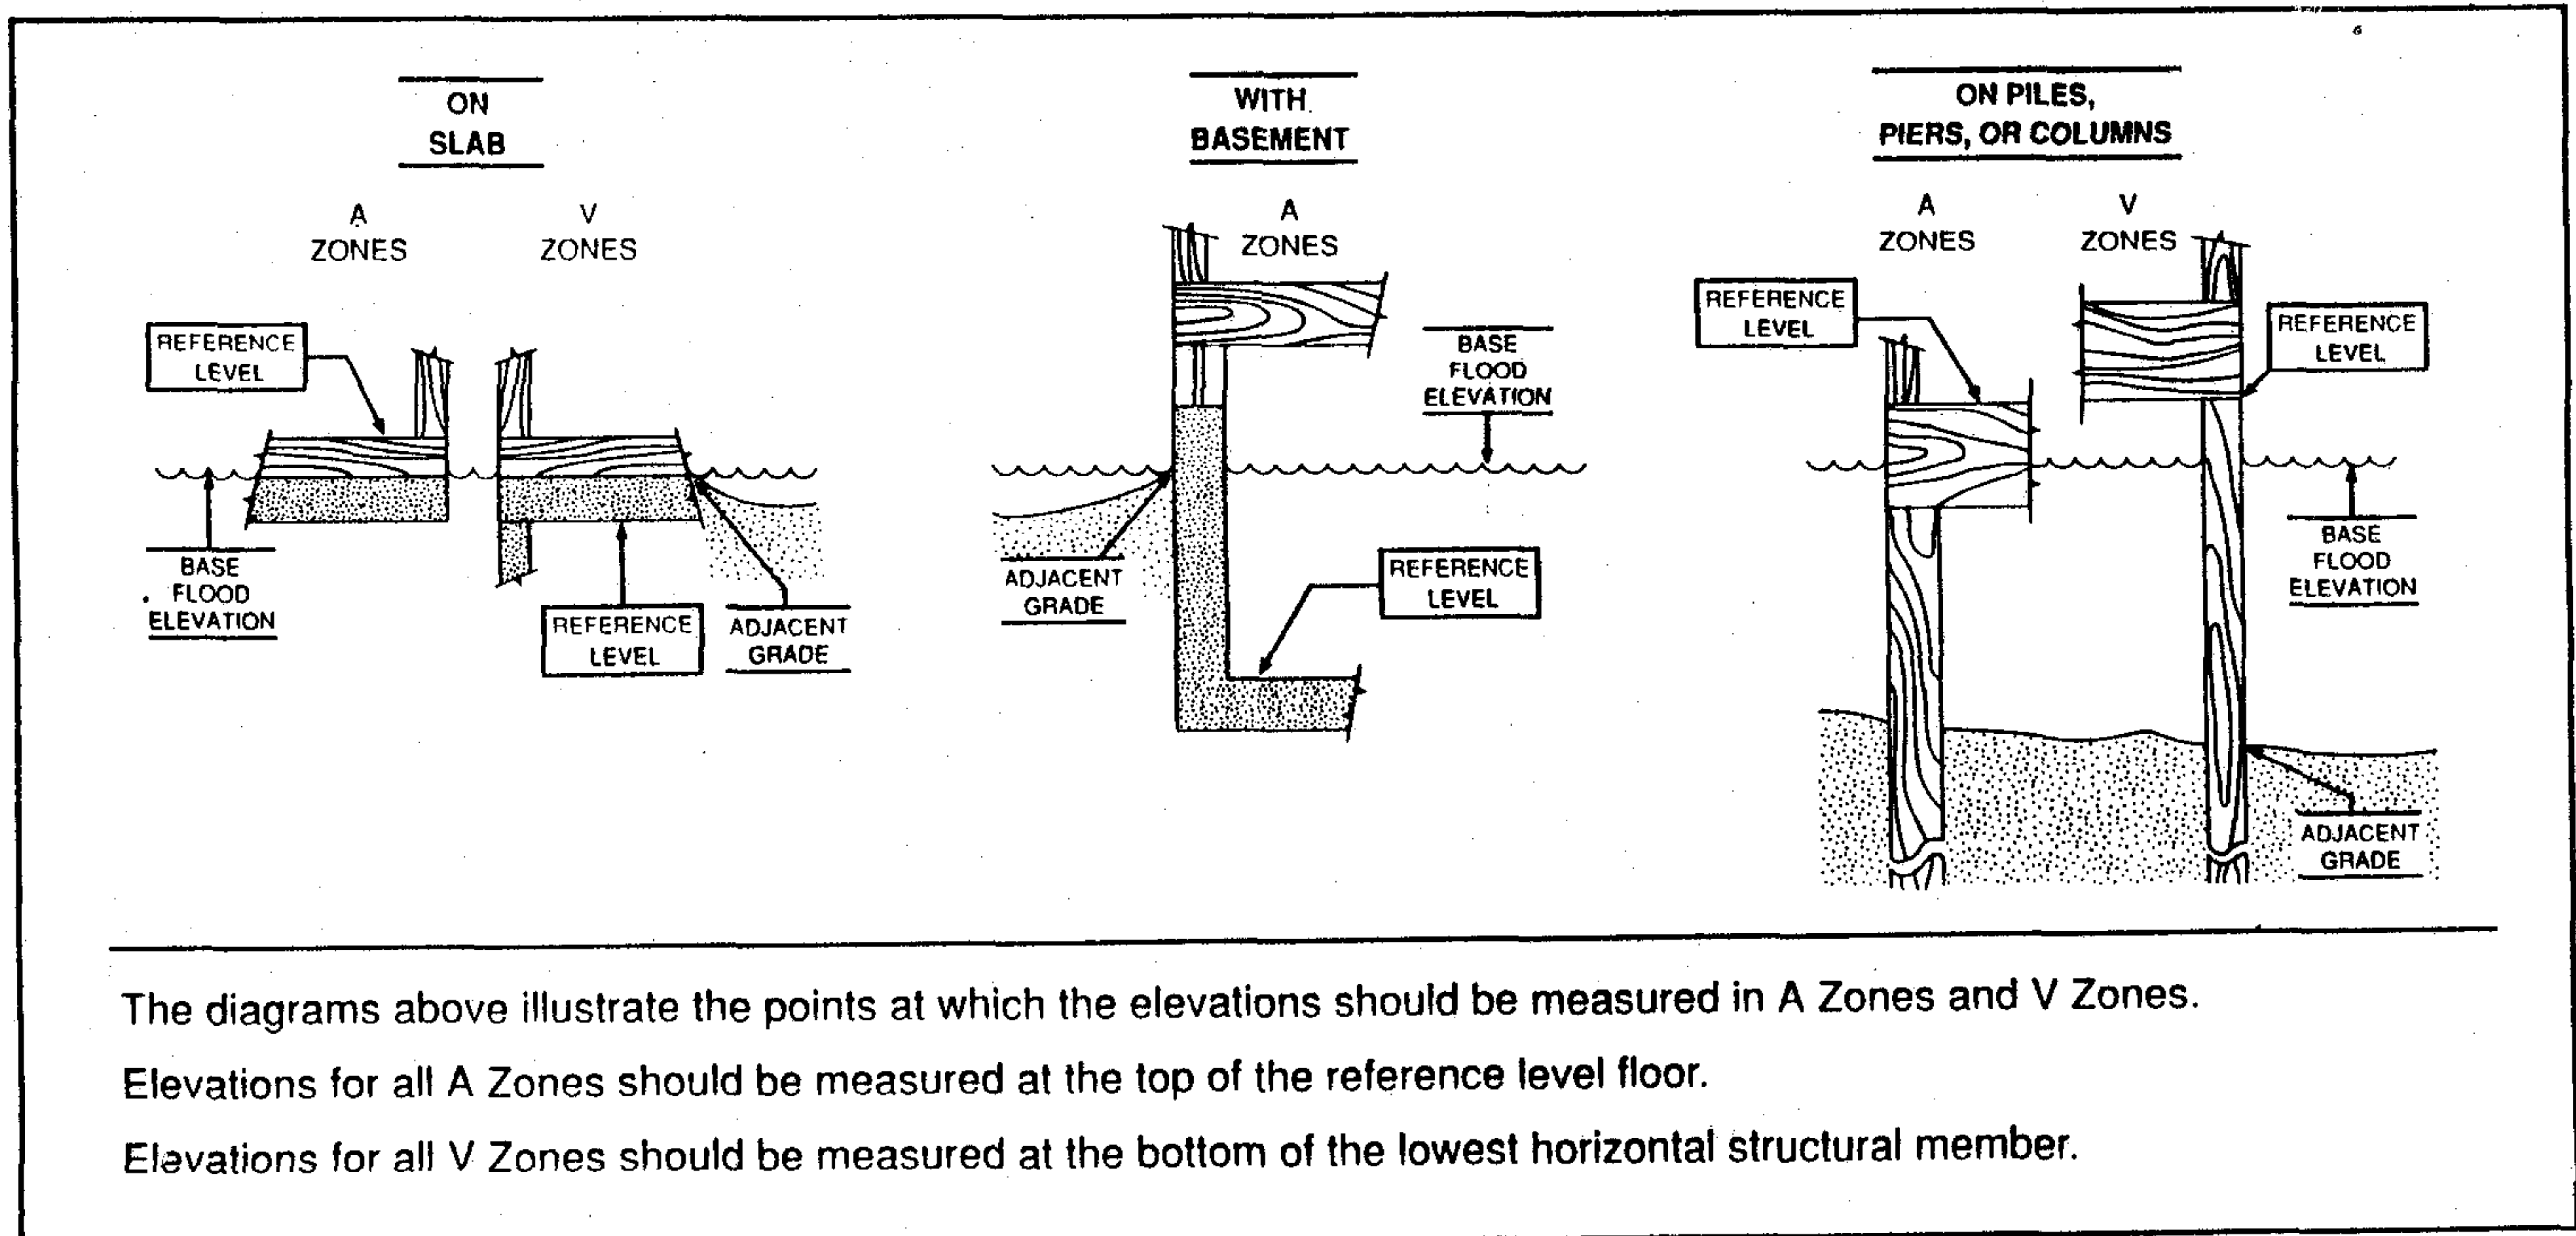 ON
SLAB
A
ZONES
V
ZONES
REFERENCE
LEVEL
BASE
FLOOD
ELEVATION
REFERENCE
LEVEL
ADJACENT
GRADE
WITH
BASEMENT
A
ZONES
BASE
FLOOD
ELEVATION
ADJACENT
GRADE
REFERENCE
LEVEL
ON PILES,
PIERS, OR COLUMNS
A
ZONES
V
ZONES
REFERENCE
LEVEL
REFERENCE
LEVEL
BASE
FLOOD
ELEVATION
ADJACENT
GRADE
The diagrams above illustrate the points at which the elevations should be measured in A Zones and V Zones.
Elevations for all A Zones should be measured at the top of the reference level floor.
Elevations for all V Zones should be measured at the bottom of the lowest horizontal structural member.